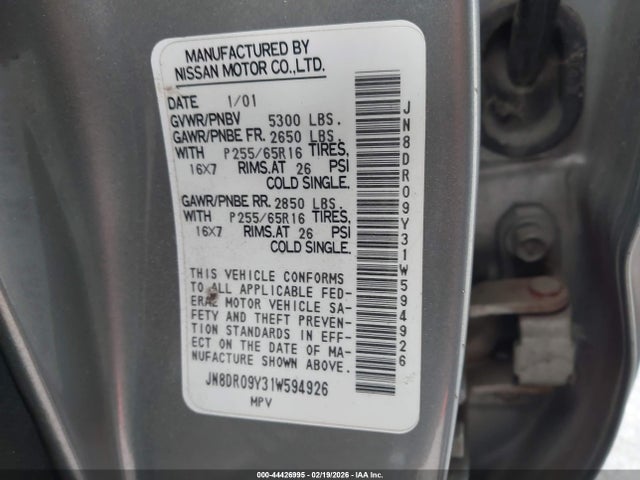 MANUFACTURED BY
NISSAN MOTOR CO.,LTD.
DATE 1/01
GVWR/PNBV 5300 LBS.
GAWR/PNBE FR. 2650 LBS.
WITH P255/65R16 TIRES,
16X7 RIMS.AT 26 PSI
COLD SINGLE.
GAWR/PNBE RR. 2850 LBS.
WITH P255/65R16 TIRES,
16X7 RIMS.AT 26 PSI
COLD SINGLE.
THIS VEHICLE CONFORMS
TO ALL APPLICABLE FED-
ERAL MOTOR VEHICLE SA-
FETY AND THEFT PREVEN-
TION STANDARDS IN EFF-
ECT ON THE DATE OF MA-
NUFACTURE SHOWN ABOVE.
JN8DR09Y31W594926
MPV
JN8DR09Y31W594926
000-44426995 - 02/19/2026 - IAA Inc.